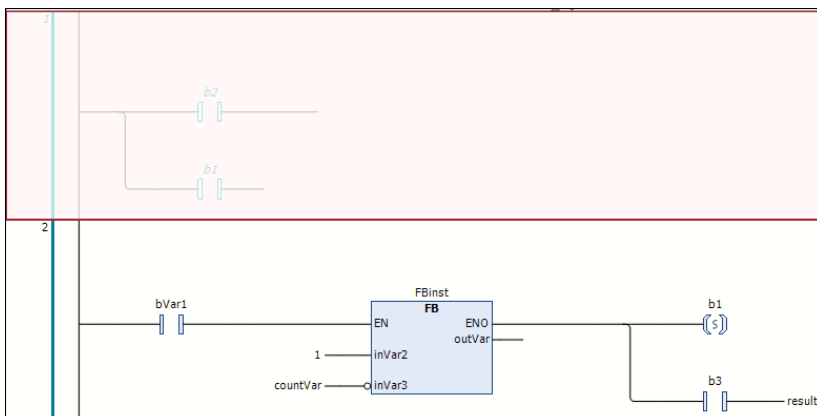 1
b2
b1
2
FBinst
bVar1 FB b1
EN ENO S
outVar
1 inVar2
countVar inVar3 b3
result